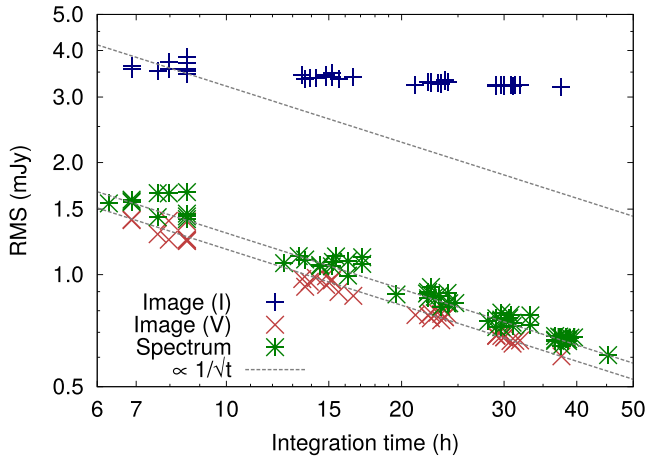 5.0
4.0
3.0
2.0
1.5
1.0
0.5
RMS (mJy)
Image (I)
Image (V)
Spectrum
∝ 1/√t
6 7 10 15 20 30 40 50
Integration time (h)